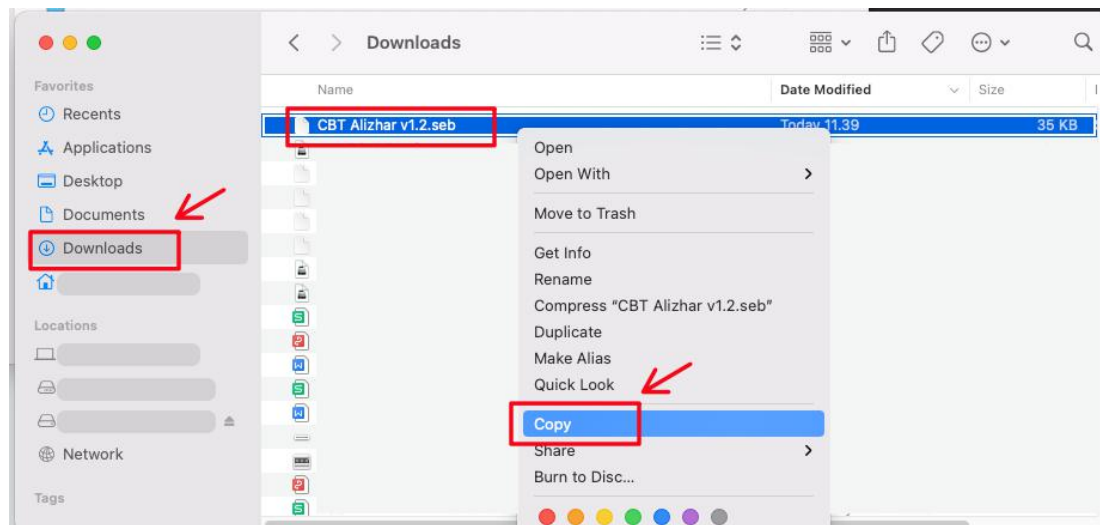 Downloads
Favorites
Recents
Applications
Desktop
Documents
Downloads
Locations
Network
Tags
Name Date Modified Size
CBT Alizhar v1.2.seb Today 11.39 35 KB
Open
Open With
Move to Trash
Get Info
Rename
Compress "CBT Alizhar v1.2.seb"
Duplicate
Make Alias
Quick Look
Copy
Share
Burn to Disc...